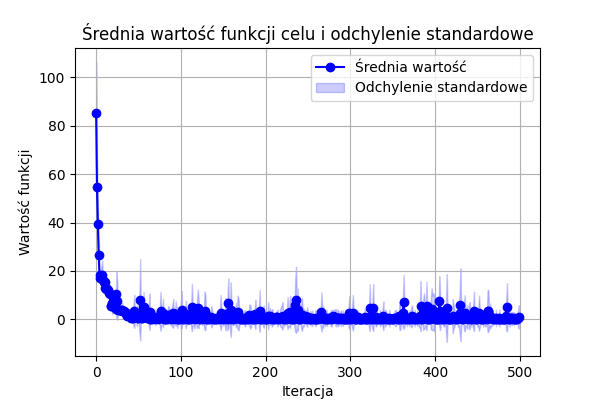 Średnia wartość funkcji celu i odchylenie standardowe
Średnia wartość
Odchylenie standardowe
Wartość funkcji
100
80
60
40
20
0
0 100 200 300 400 500
Iteracja